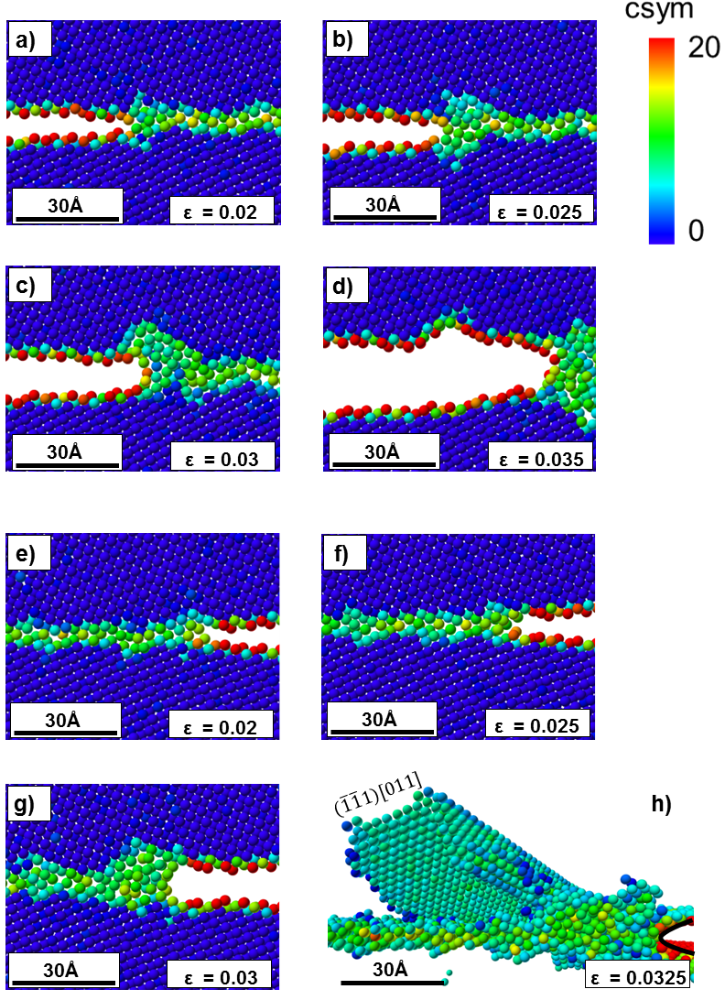 csym
a)
b)
20
0
30Å
ε = 0.02
30Å
ε = 0.025
c)
d)
30Å
ε = 0.03
30Å
ε = 0.035
e)
f)
30Å
ε = 0.02
30Å
ε = 0.025
g)
(1̅1̅1)[011]
h)
30Å
ε = 0.03
30Å
ε = 0.0325